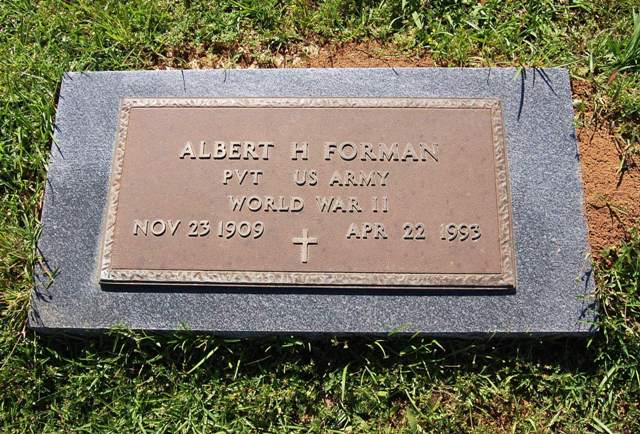 ALBERT H FORMAN
PVT US ARMY
WORLD WAR II
NOV 23 1909 APR 22 1993